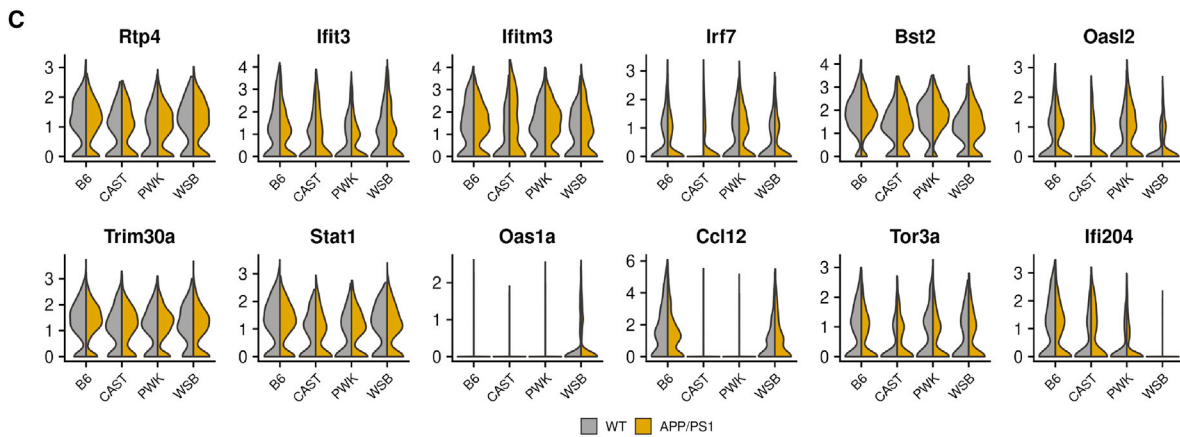 C
Rtp4
Ifit3
Ifitm3
Irf7
Bst2
Oasl2
3
2
1
0
4
3
2
1
0
4
3
2
1
0
3
2
1
0
4
3
2
1
0
3
2
1
0
B6 CAST PWK WSB
B6 CAST PWK WSB
B6 CAST PWK WSB
B6 CAST PWK WSB
B6 CAST PWK WSB
B6 CAST PWK WSB
Trim30a
Stat1
Oas1a
Ccl12
Tor3a
Ifi204
3
2
1
0
3
2
1
0
2
1
0
6
4
2
0
3
2
1
0
3
2
1
0
B6 CAST PWK WSB
B6 CAST PWK WSB
B6 CAST PWK WSB
B6 CAST PWK WSB
B6 CAST PWK WSB
B6 CAST PWK WSB
WT APP/PS1